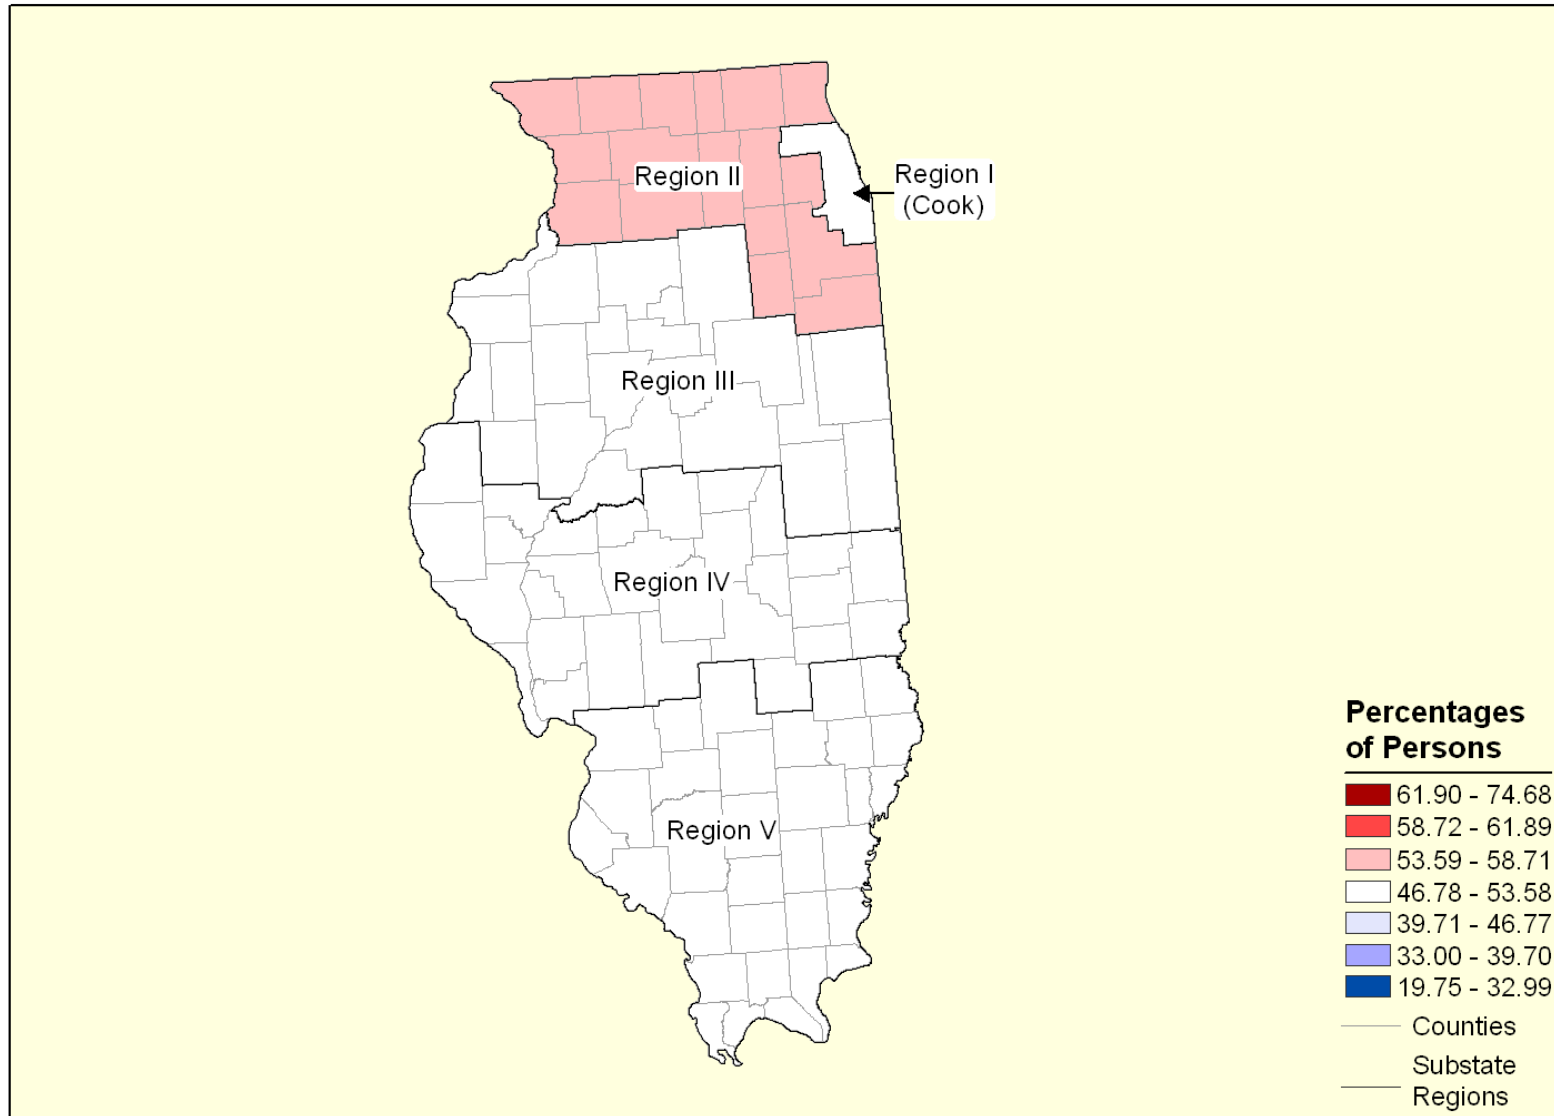 Region II
Region I
(Cook)
Region III
Region IV
Region V
Percentages
of Persons
61.90 - 74.68
58.72 - 61.89
53.59 - 58.71
46.78 - 53.58
39.71 - 46.77
33.00 - 39.70
19.75 - 32.99
Counties
Substate
Regions